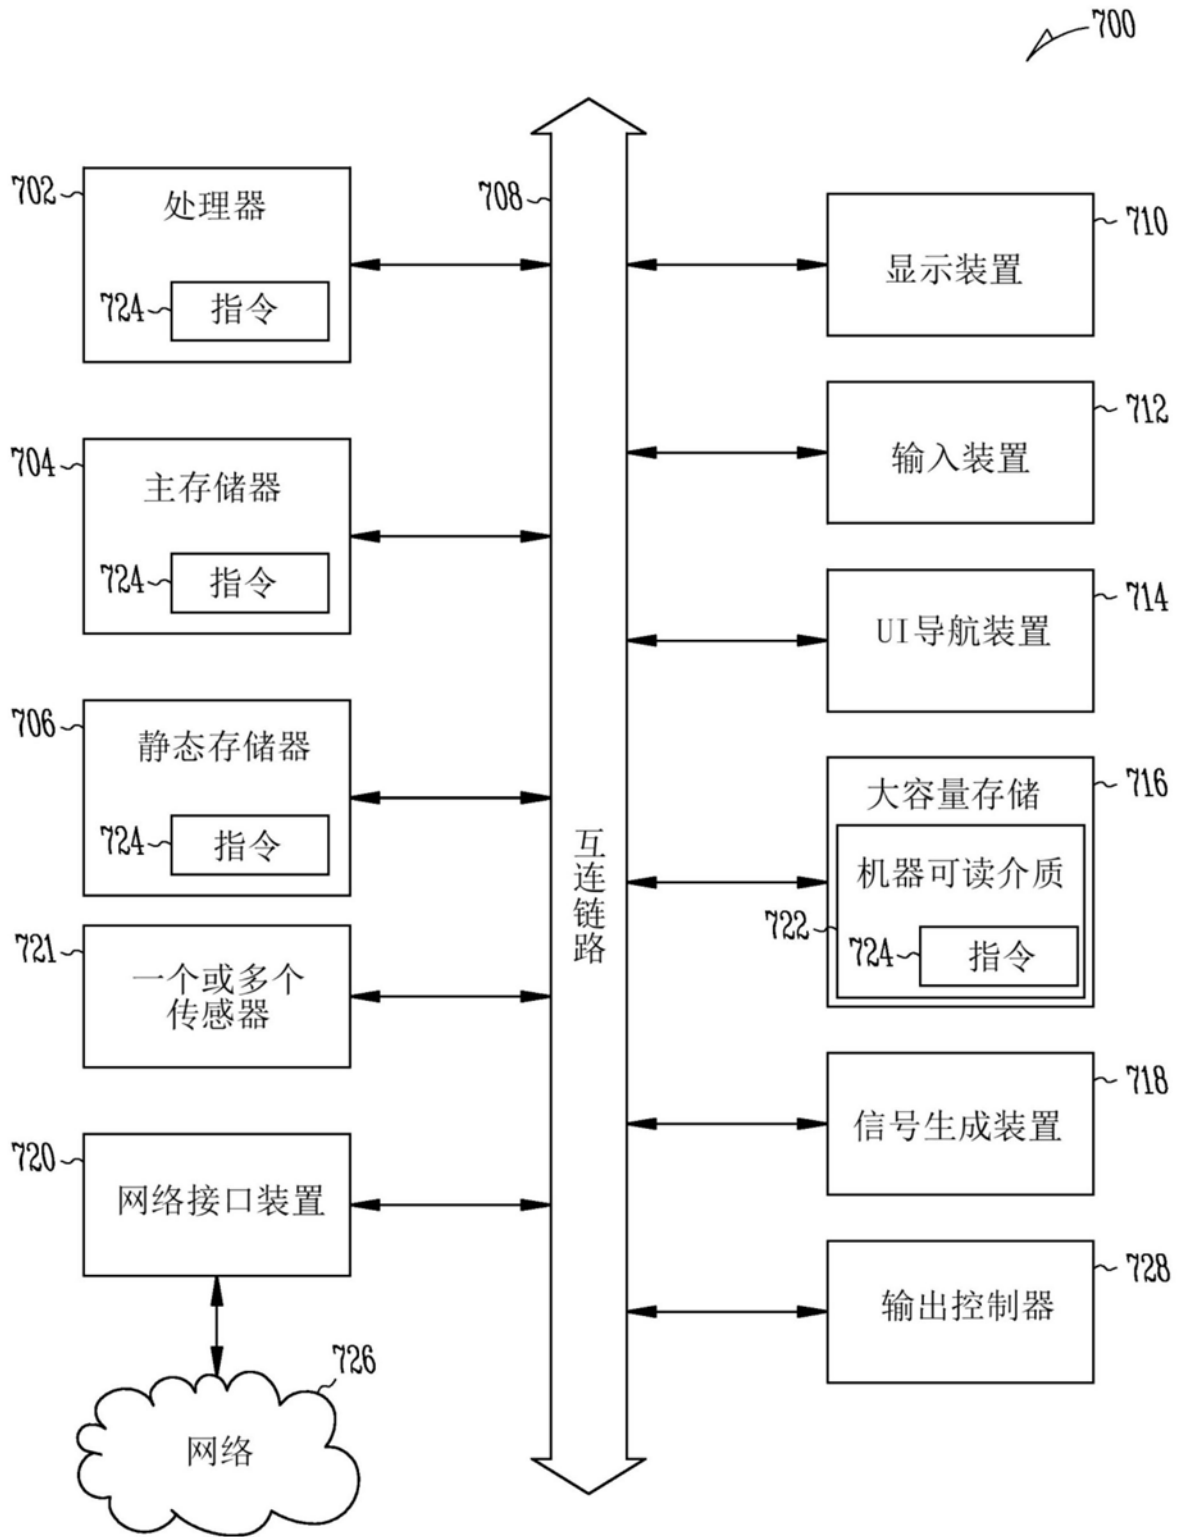 700
702
处理器
724
指令
704
主存储器
724
指令
706
静态存储器
724
指令
721
一个或多个
传感器
720
网络接口装置
726
网络
708
互连链路
710
显示装置
712
输入装置
714
UI导航装置
716
大容量存储
机器可读介质
722
724
指令
718
信号生成装置
728
输出控制器